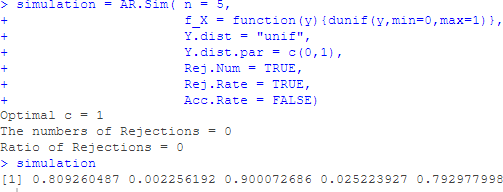 > simulation = AR.Sim( n = 5,
+ f_X = function(y){dunif(y,min=0,max=1)},
+ Y.dist = "unif",
+ Y.dist.par = c(0,1),
+ Rej.Num = TRUE,
+ Rej.Rate = TRUE,
+ Acc.Rate = FALSE)
Optimal c = 1
The numbers of Rejections = 0
Ratio of Rejections = 0
> simulation
[1] 0.809260487 0.002256192 0.900072686 0.025223927 0.792977998